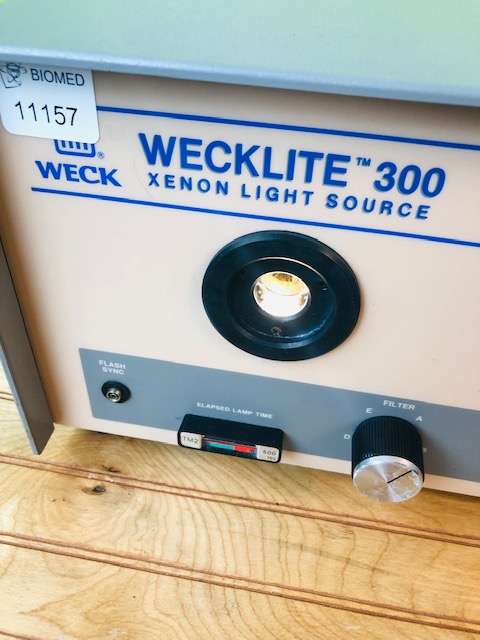 BIOMED
11157
WECK®
WECKLITE™ 300
XENON LIGHT SOURCE
FLASH
SYNC
ELAPSED LAMP TIME
TM2
500
FILTER
E
A
D